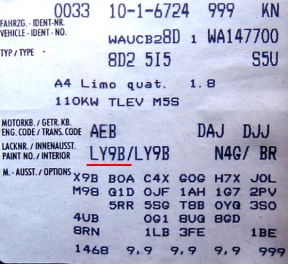 0033 10-1-6724 999 KN
FAHRZG. - IDENT-NR.
VEHICLE - IDENT - NO. WAUCB28D 1 WA147700
TYP / TYPE 8D2 5I5 S5U
A4 Limo quat. 1.8
110KW TLEV M5S
MOTORKB. / GETR. KB.
ENG. CODE / TRANS. CODE AEB DAJ DJJ
LACKNR. / INNENAUSST.
PAINT NO. / INTERIOR LY9B/LY9B N4G/ BR
M. - AUSST. / OPTIONS X9B B0A C4X G0G H7X J0L
M98 Q1D 0JF 1AH 1G7 2PV
5RR 5SG T8B 0YG 3S0
4UB 0G1 8UQ 8GD
8RN 1LB 3FE 1BE
1468 9,9 9,9 9,9 999